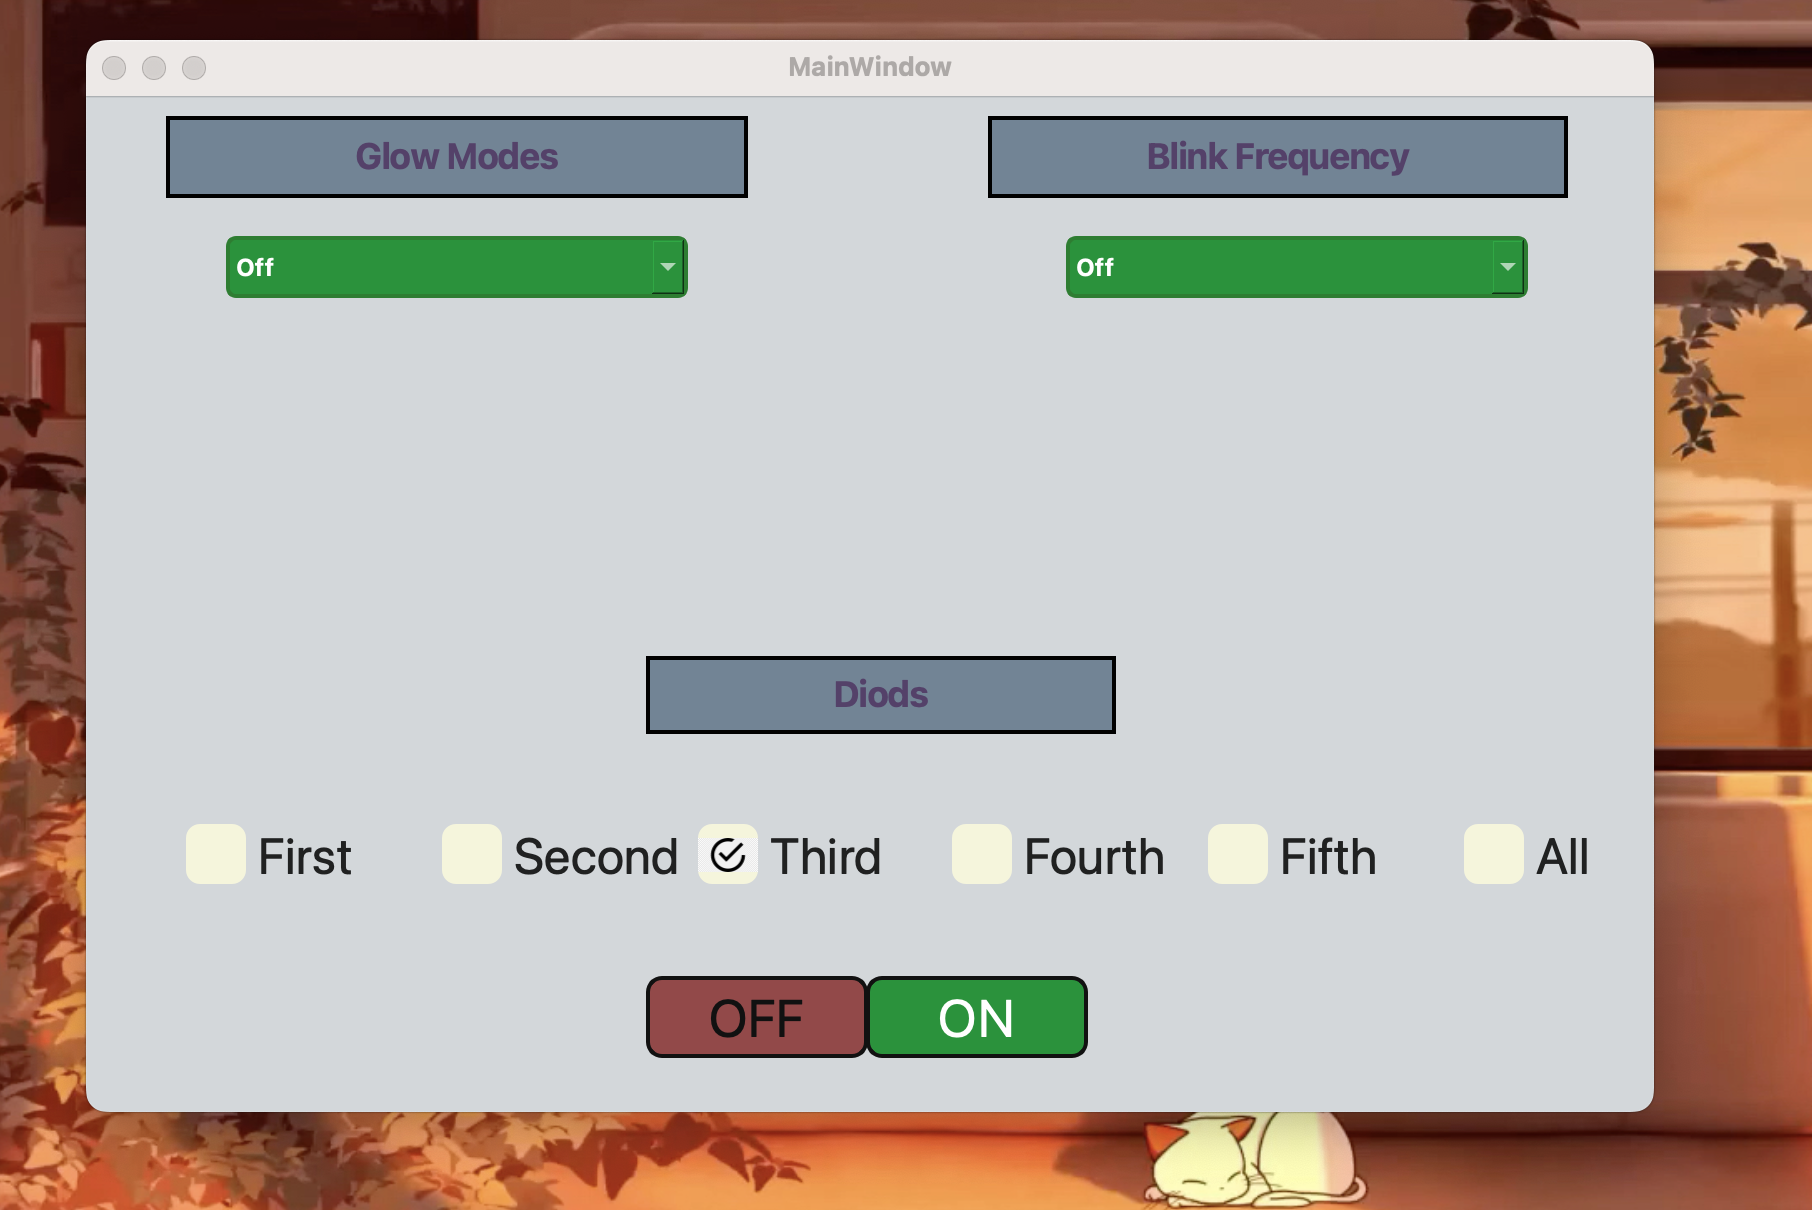 MainWindow
Glow Modes
Blink Frequency
Off
Off
Diods
First
Second
Third
Fourth
Fifth
All
OFF
ON